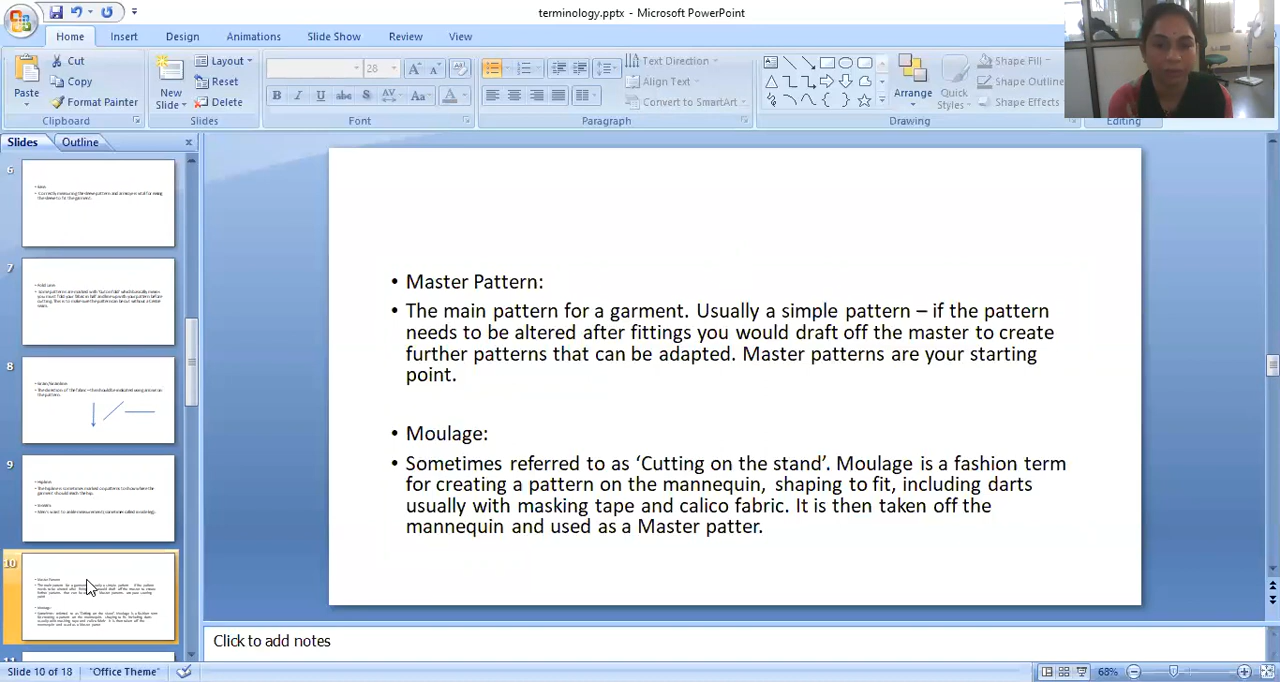 terminology.pptx - Microsoft PowerPoint
Home Insert Design Animations Slide Show Review View
Paste
Cut
Copy
Format Painter
Clipboard
New
Slide
Layout
Reset
Delete
Slides
28
B I U abc S AV Aa A
Font
Text Direction
Align Text
Convert to SmartArt
Paragraph
Arrange
Quick
Styles
Shape Fill
Shape Outline
Shape Effects
Drawing
Editing
Slides Outline
6
7
8
9
10
• Master Pattern:
• The main pattern for a garment. Usually a simple pattern – if the pattern
needs to be altered after fittings you would draft off the master to create
further patterns that can be adapted. Master patterns are your starting
point.
• Moulage:
• Sometimes referred to as ‘Cutting on the stand’. Moulage is a fashion term
for creating a pattern on the mannequin, shaping to fit, including darts
usually with masking tape and calico fabric. It is then taken off the
mannequin and used as a Master patter.
Click to add notes
Slide 10 of 18 "Office Theme" 68%